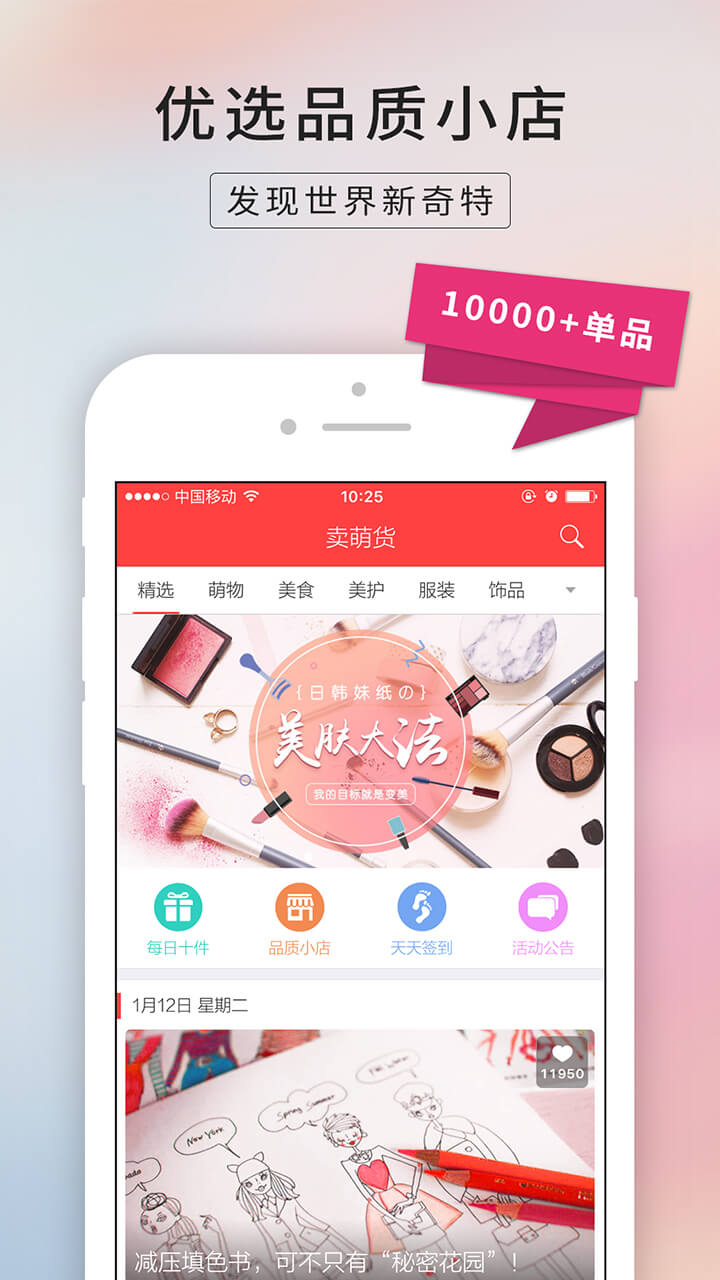 优选品质小店
发现世界新奇特
10000+单品
中国移动 10:25
卖萌货
精选 萌物 美食 美护 服装 饰品
{日韩妹纸の}
美肤大法
我的目标就是变美
每日十件 品质小店 天天签到 活动公告
1月12日 星期二
11950
Spring Summer
New York
减压填色书，可不只有“秘密花园”！